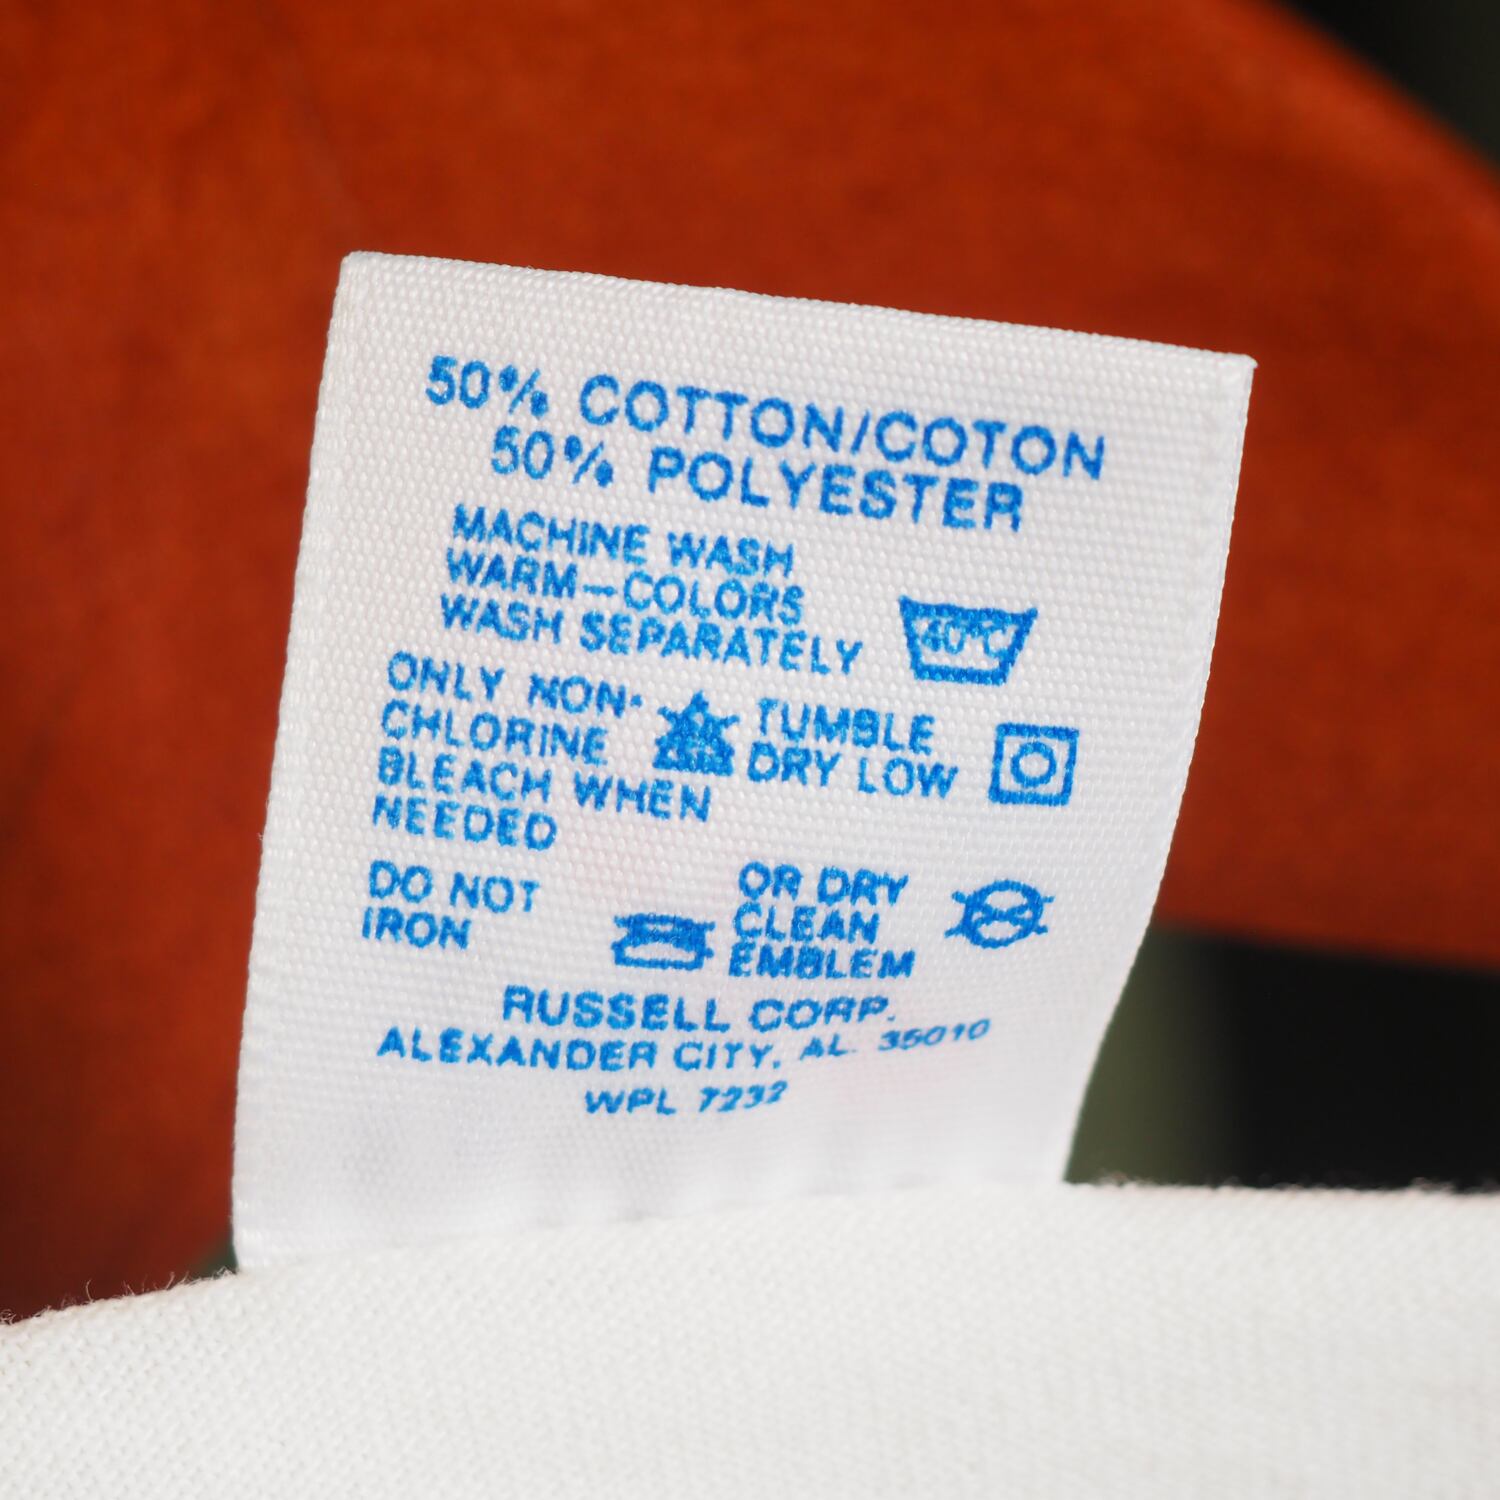 50% COTTON/COTON
50% POLYESTER
MACHINE WASH
WARM—COLORS
WASH SEPARATELY
40°C
ONLY NON-
CHLORINE
BLEACH WHEN
NEEDED
TUMBLE
DRY LOW
DO NOT
IRON
OR DRY
CLEAN
EMBLEM
RUSSELL CORP.
ALEXANDER CITY, AL. 35010
WPL 7232